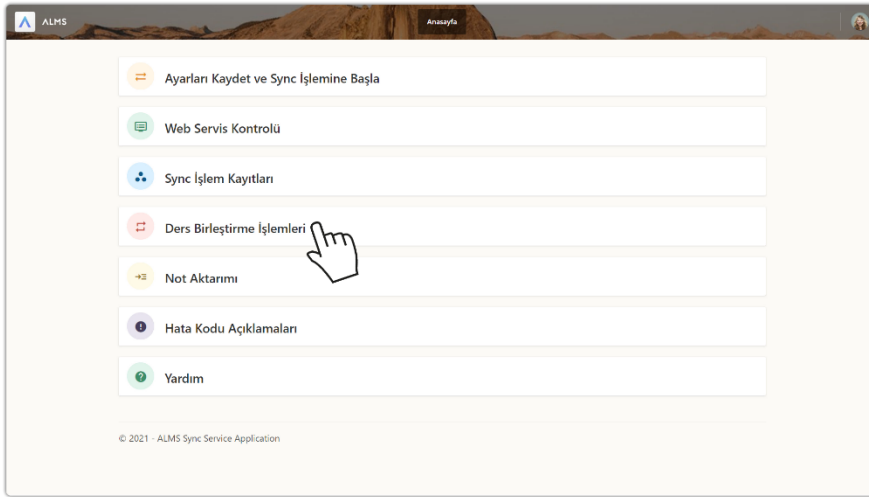 ALMS
Anasayfa
Ayarları Kaydet ve Sync İşlemine Başla
Web Servis Kontrolü
Sync İşlem Kayıtları
Ders Birleştirme İşlemleri
Not Aktarımı
Hata Kodu Açıklamaları
Yardım
© 2021 - ALMS Sync Service Application